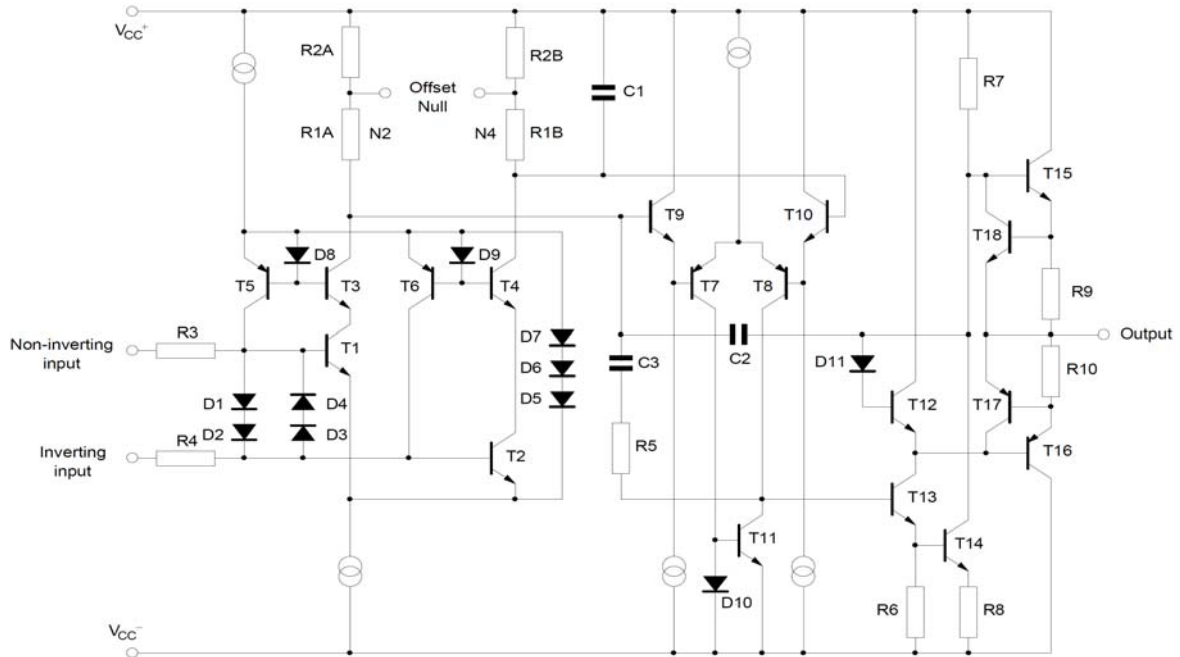 VCC+
R2A
R2B
R7
Offset
Null
C1
R1A
N2
N4
R1B
T15
T9
T10
T18
D8
D9
T5
T3
T6
T4
T7
T8
R9
R3
Non-inverting
input
T1
D7
Output
D6
C3
C2
D11
R10
D1
D4
D5
T12
D2
D3
T17
R4
Inverting
input
T2
R5
T16
T13
T11
T14
D10
R6
R8
VCC−